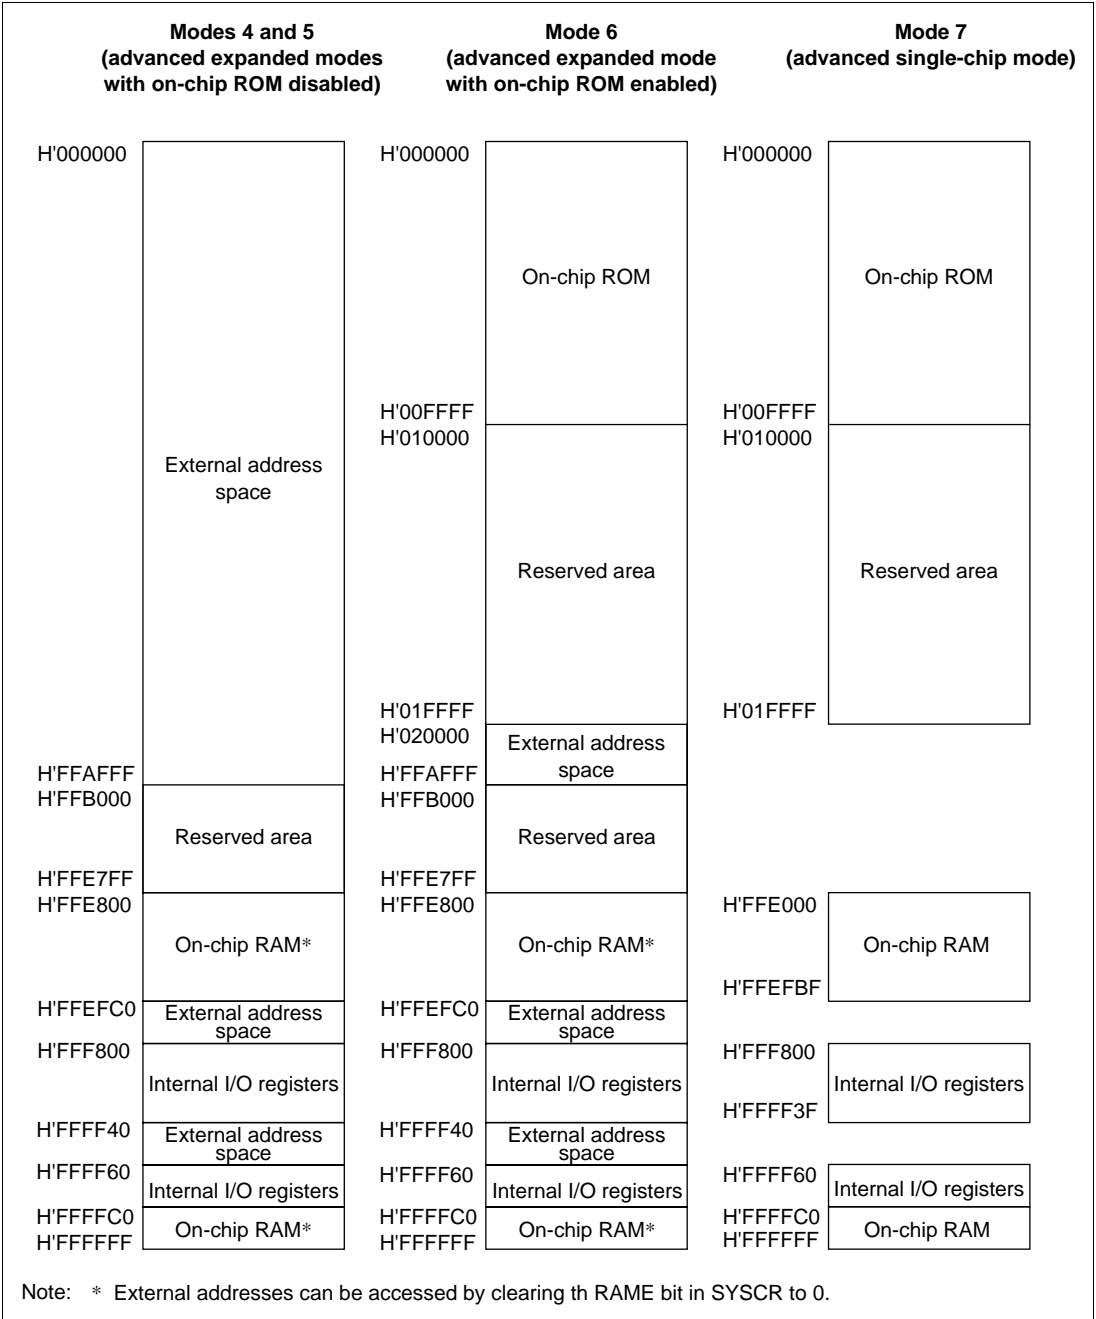 Modes 4 and 5
(advanced expanded modes
with on-chip ROM disabled)
Mode 6
(advanced expanded mode
with on-chip ROM enabled)
Mode 7
(advanced single-chip mode)
H'000000
External address
space
H'FFAFFF
H'FFB000
Reserved area
H'FFE7FF
H'FFE800
On-chip RAM*
H'FFEFC0
External address
space
H'FFF800
Internal I/O registers
H'FFFF40
External address
space
H'FFFF60
Internal I/O registers
H'FFFFC0
On-chip RAM*
H'FFFFFF
H'000000
On-chip ROM
H'00FFFF
H'010000
Reserved area
H'01FFFF
H'020000
External address
space
H'FFAFFF
H'FFB000
Reserved area
H'FFE7FF
H'FFE800
On-chip RAM*
H'FFEFC0
External address
space
H'FFF800
Internal I/O registers
H'FFFF40
External address
space
H'FFFF60
Internal I/O registers
H'FFFFC0
On-chip RAM*
H'FFFFFF
H'000000
On-chip ROM
H'00FFFF
H'010000
Reserved area
H'01FFFF
H'FFE000
On-chip RAM
H'FFEFBF
H'FFF800
Internal I/O registers
H'FFFF3F
H'FFFF60
Internal I/O registers
H'FFFFC0
On-chip RAM
H'FFFFFF
Note: * External addresses can be accessed by clearing th RAME bit in SYSCR to 0.